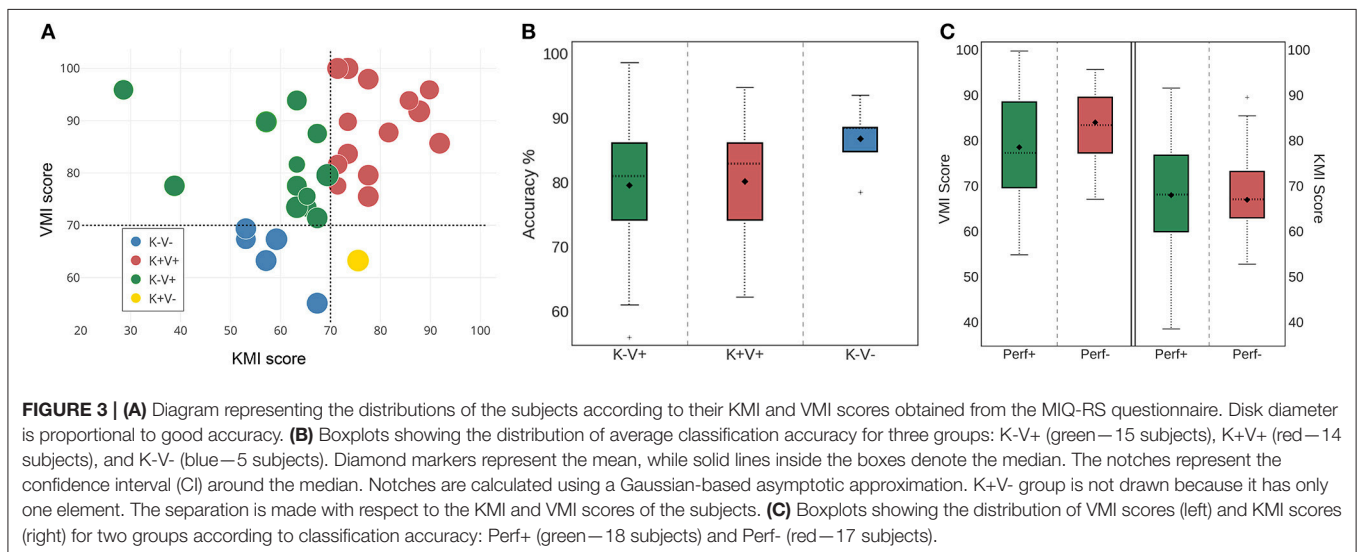 A
VMI score
100
90
80
70
60
K-V-
K+V+
K-V+
K+V-
20 30 40 50 60 70 80 90 100
KMI score
B
Accuracy %
100
90
80
70
60
K-V+ K+V+ K-V-
C
VMI Score
100
90
80
70
60
50
40
Perf+ Perf- Perf+ Perf-
100
90
80
70
60
50
40
KMI Score
FIGURE 3 | (A) Diagram representing the distributions of the subjects according to their KMI and VMI scores obtained from the MIQ-RS questionnaire. Disk diameter
is proportional to good accuracy. (B) Boxplots showing the distribution of average classification accuracy for three groups: K-V+ (green—15 subjects), K+V+ (red—14
subjects), and K-V- (blue—5 subjects). Diamond markers represent the mean, while solid lines inside the boxes denote the median. The notches represent the
confidence interval (CI) around the median. Notches are calculated using a Gaussian-based asymptotic approximation. K+V- group is not drawn because it has only
one element. The separation is made with respect to the KMI and VMI scores of the subjects. (C) Boxplots showing the distribution of VMI scores (left) and KMI scores
(right) for two groups according to classification accuracy: Perf+ (green—18 subjects) and Perf- (red—17 subjects).